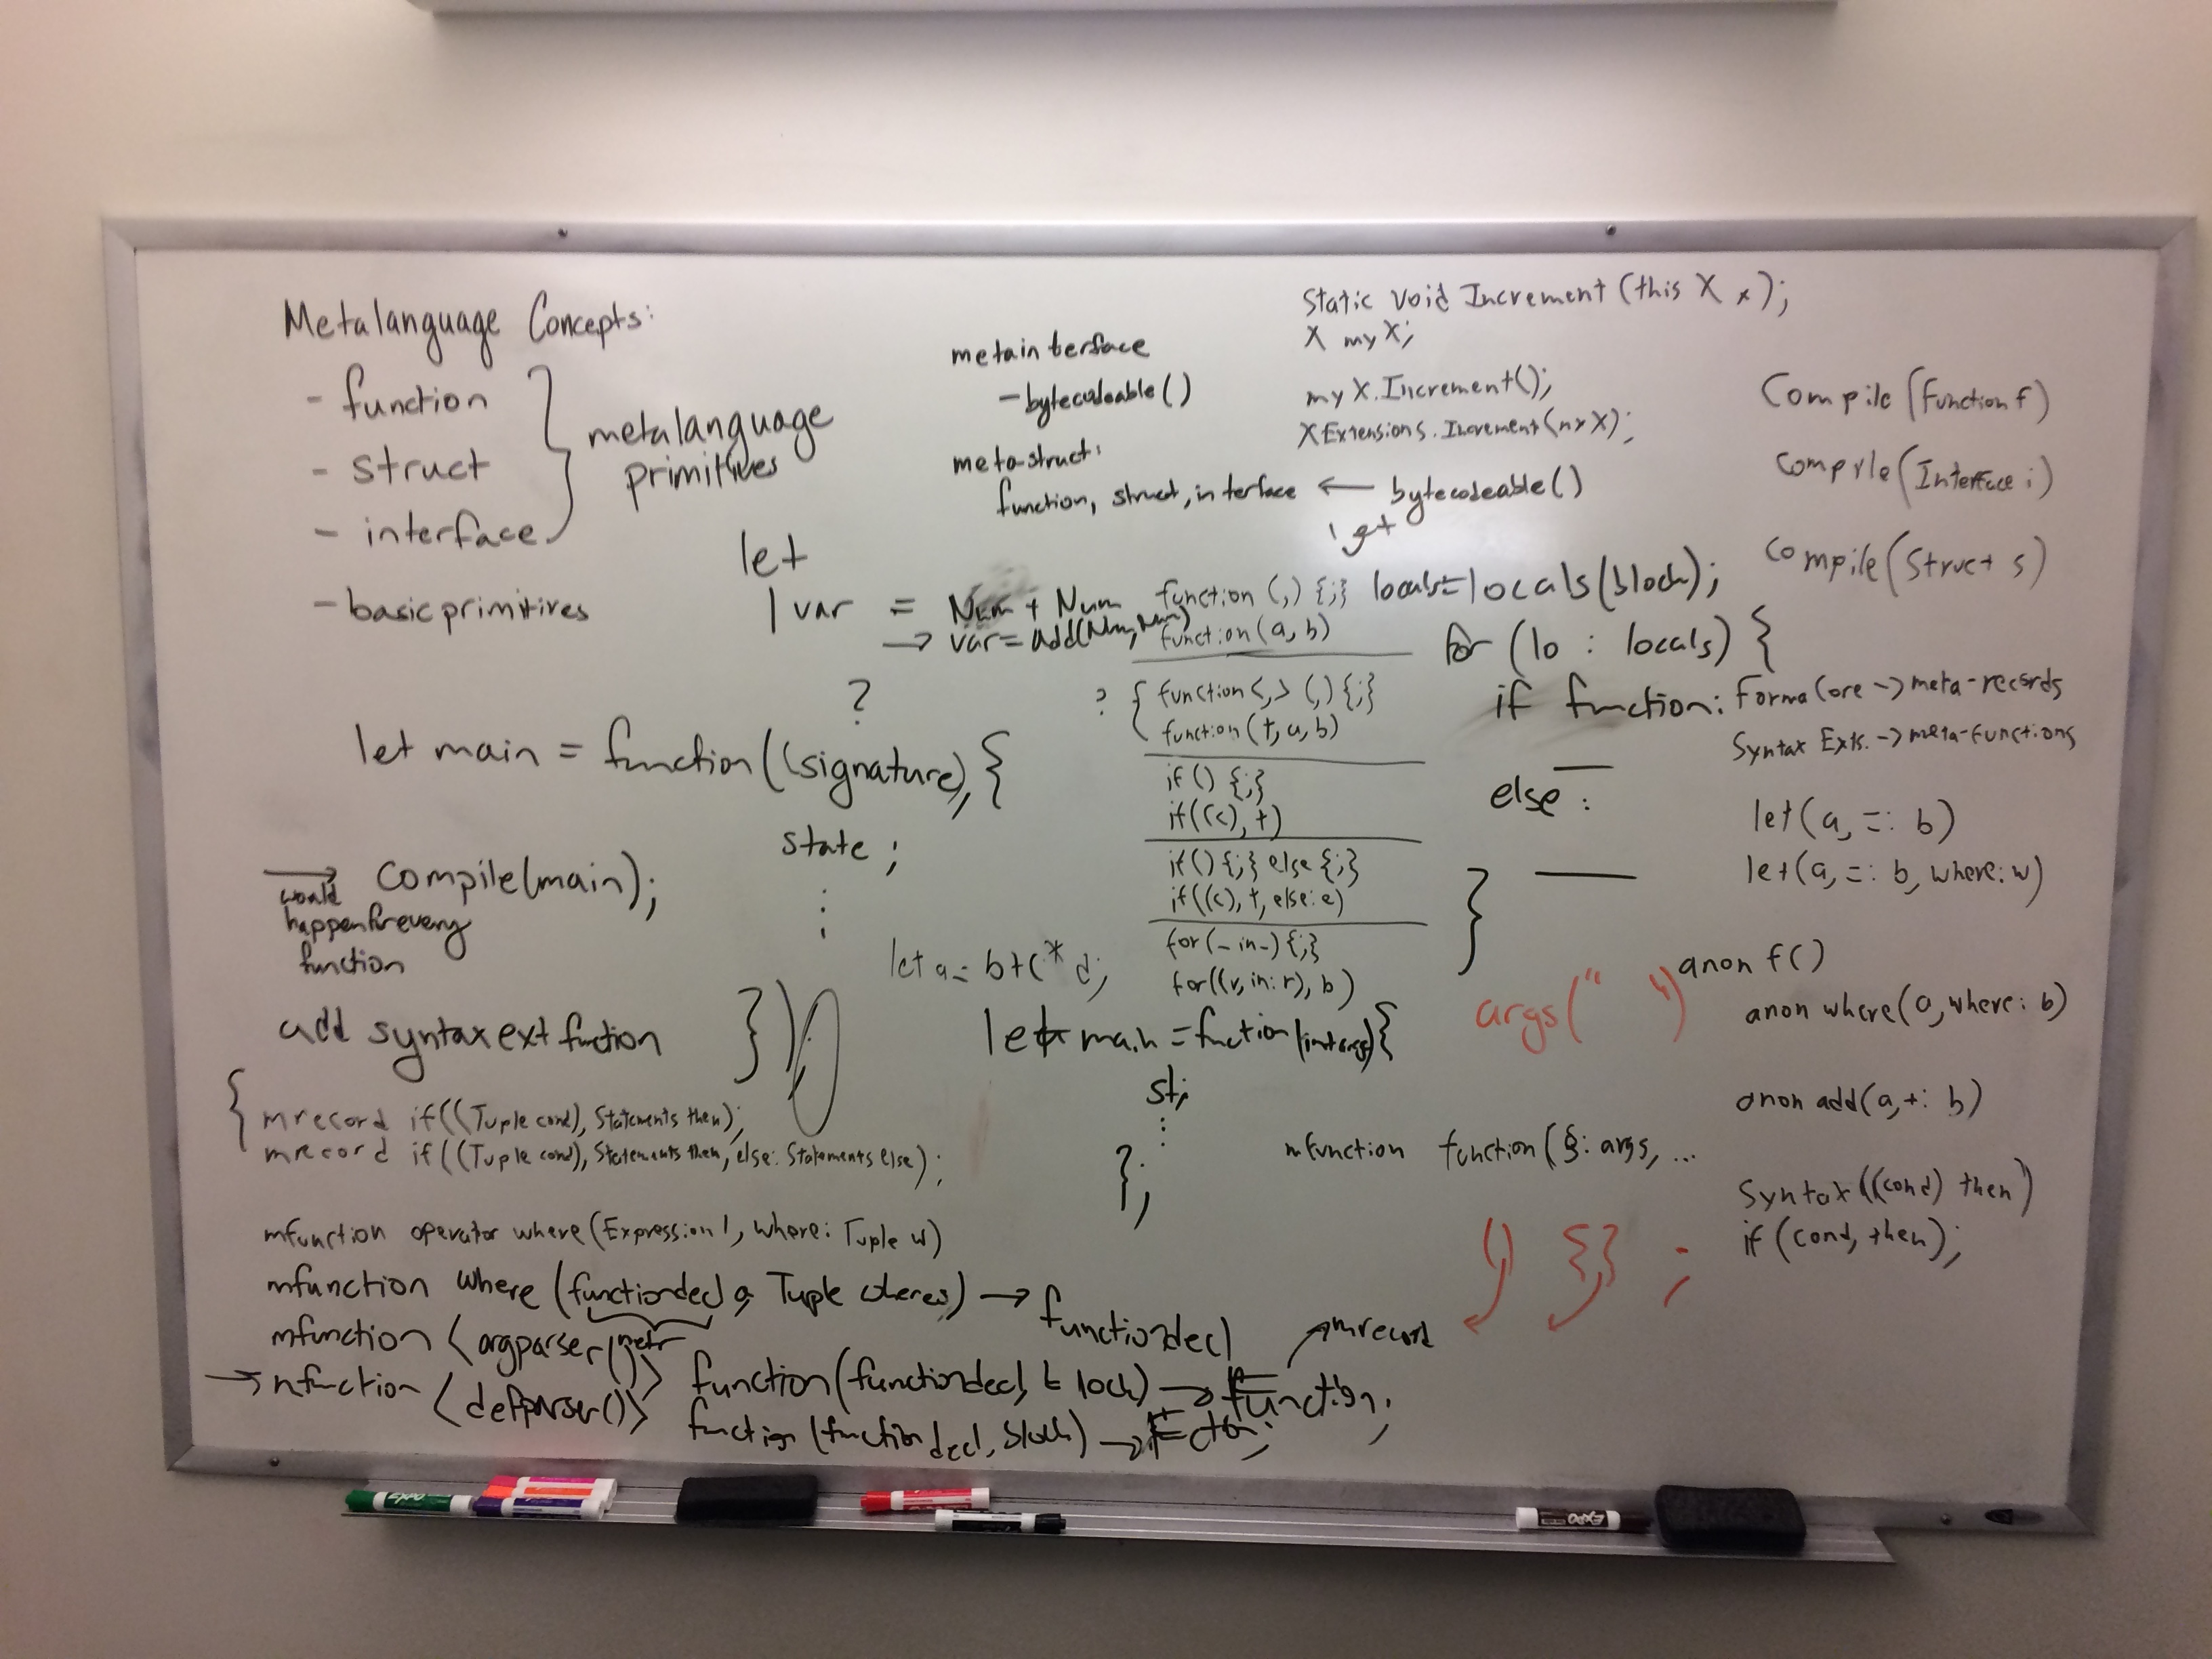 Metalanguage Concepts:
- function
- struct
- interface
metalanguage
primitives
- basic primitives
let
var = Num + Num
→ var = add(Num, Num)
?
let main = function((signature), {
state ;
⋮
→ compile(main);
would
happen for every
function
add syntax ext function
})
{ mrecord if((Tuple cond), Statements then);
mrecord if((Tuple cond), Statements then, else: Statements else);
mfunction operator where (Expression l, where: Tuple w)
mfunction where (functiondecl a, Tuple wheres) → functiondecl
mfunction <argparser()>
→ mfunction <defparser()> function(functiondecl, block) → function;
function (functiondecl, block) →
mrecord
metainterface
- bytecodeable()
meta-struct:
function, struct, interface ← bytecodeable()
get
Static void Increment (this X x);
X myX;
myX.Increment();
XExtensions.Increment(myX);
Compile (Function f)
compile (Interface i)
compile (Struct s)
function (,) {;}
function (a, b)
? { function <,> (,) {;}
function (t, a, b)
if () {;}
if((c), t)
if () {;} else {;}
if((c), t, else: e)
for (_ in _) {;}
for((v, in: r), b)
let a = b + c * d;
let main = function (int args) {
st;
⋮
};
locals = locals(block);
for (lo : locals) {
if function:
else :
}
Forma Core -> meta-records
Syntax Exts. -> meta-functions
let(a, =: b)
let(a, =: b, where: w)
args(" ")
anon f()
anon where(a, where: b)
anon add(a, +: b)
mfunction function(§: args, ...
Syntax ((cond) then)
if (cond, then);
() {} ;